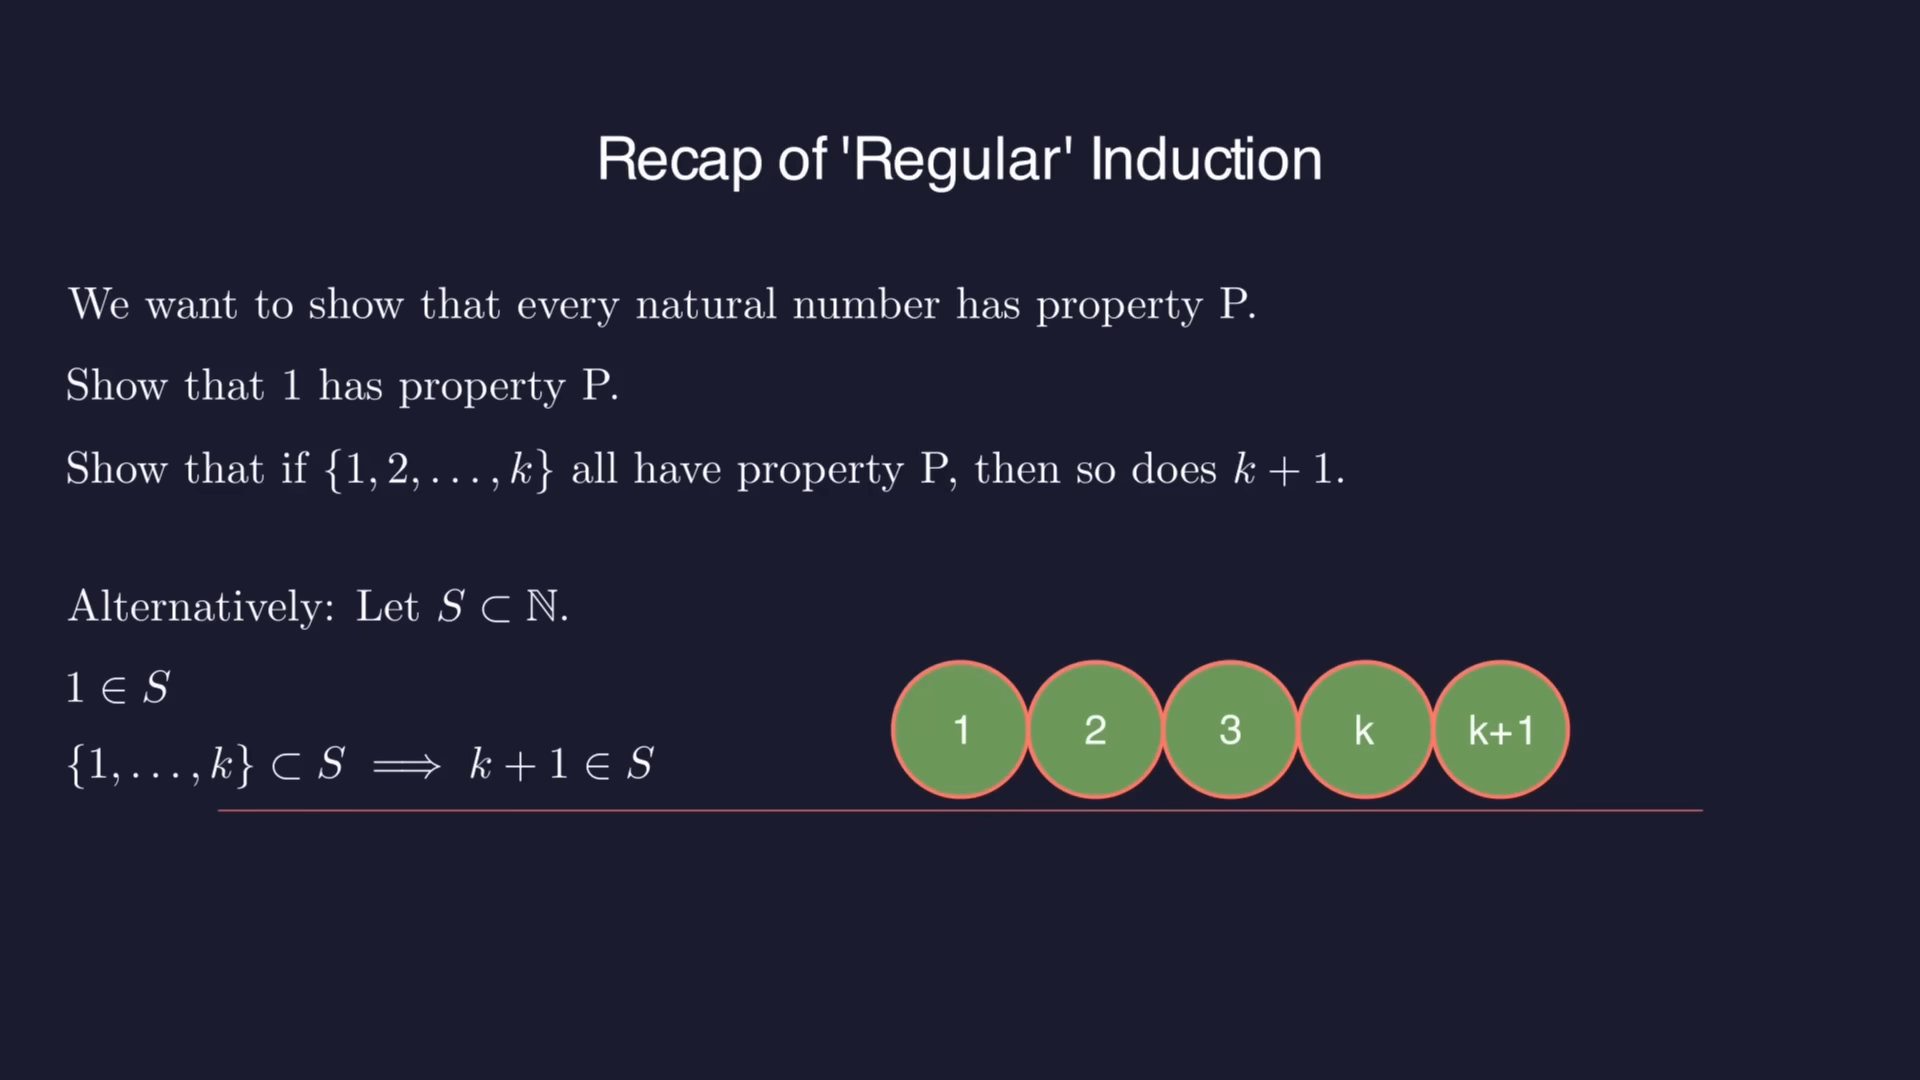 Recap of 'Regular' Induction
We want to show that every natural number has property P.
Show that 1 has property P.
Show that if {1, 2, . . . , k} all have property P, then so does k + 1.
Alternatively: Let S ⊂ ℕ.
1 ∈ S
{1, . . . , k} ⊂ S ⟹ k + 1 ∈ S
1 2 3 k k+1